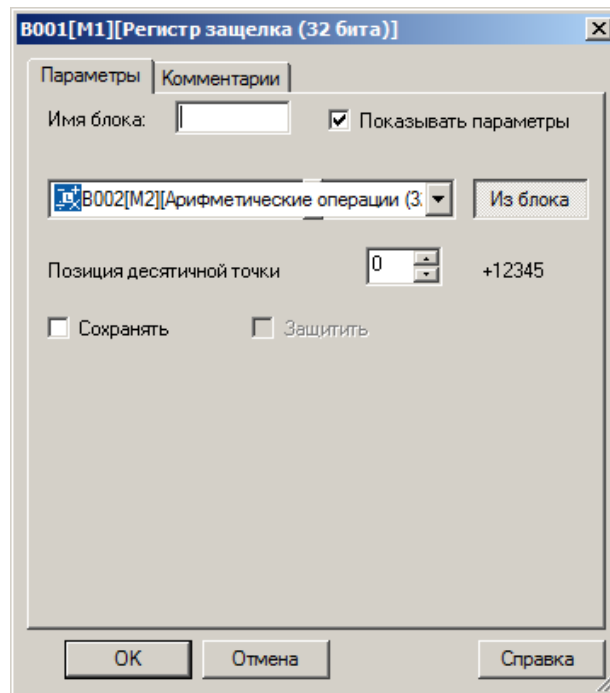 B001[M1][Регистр защелка (32 бита)]
Параметры Комментарии
Имя блока: Показывать параметры
B002[M2][Арифметические операции (3: Из блока
Позиция десятичной точки 0 +12345
Сохранять Защитить
OK Отмена Справка